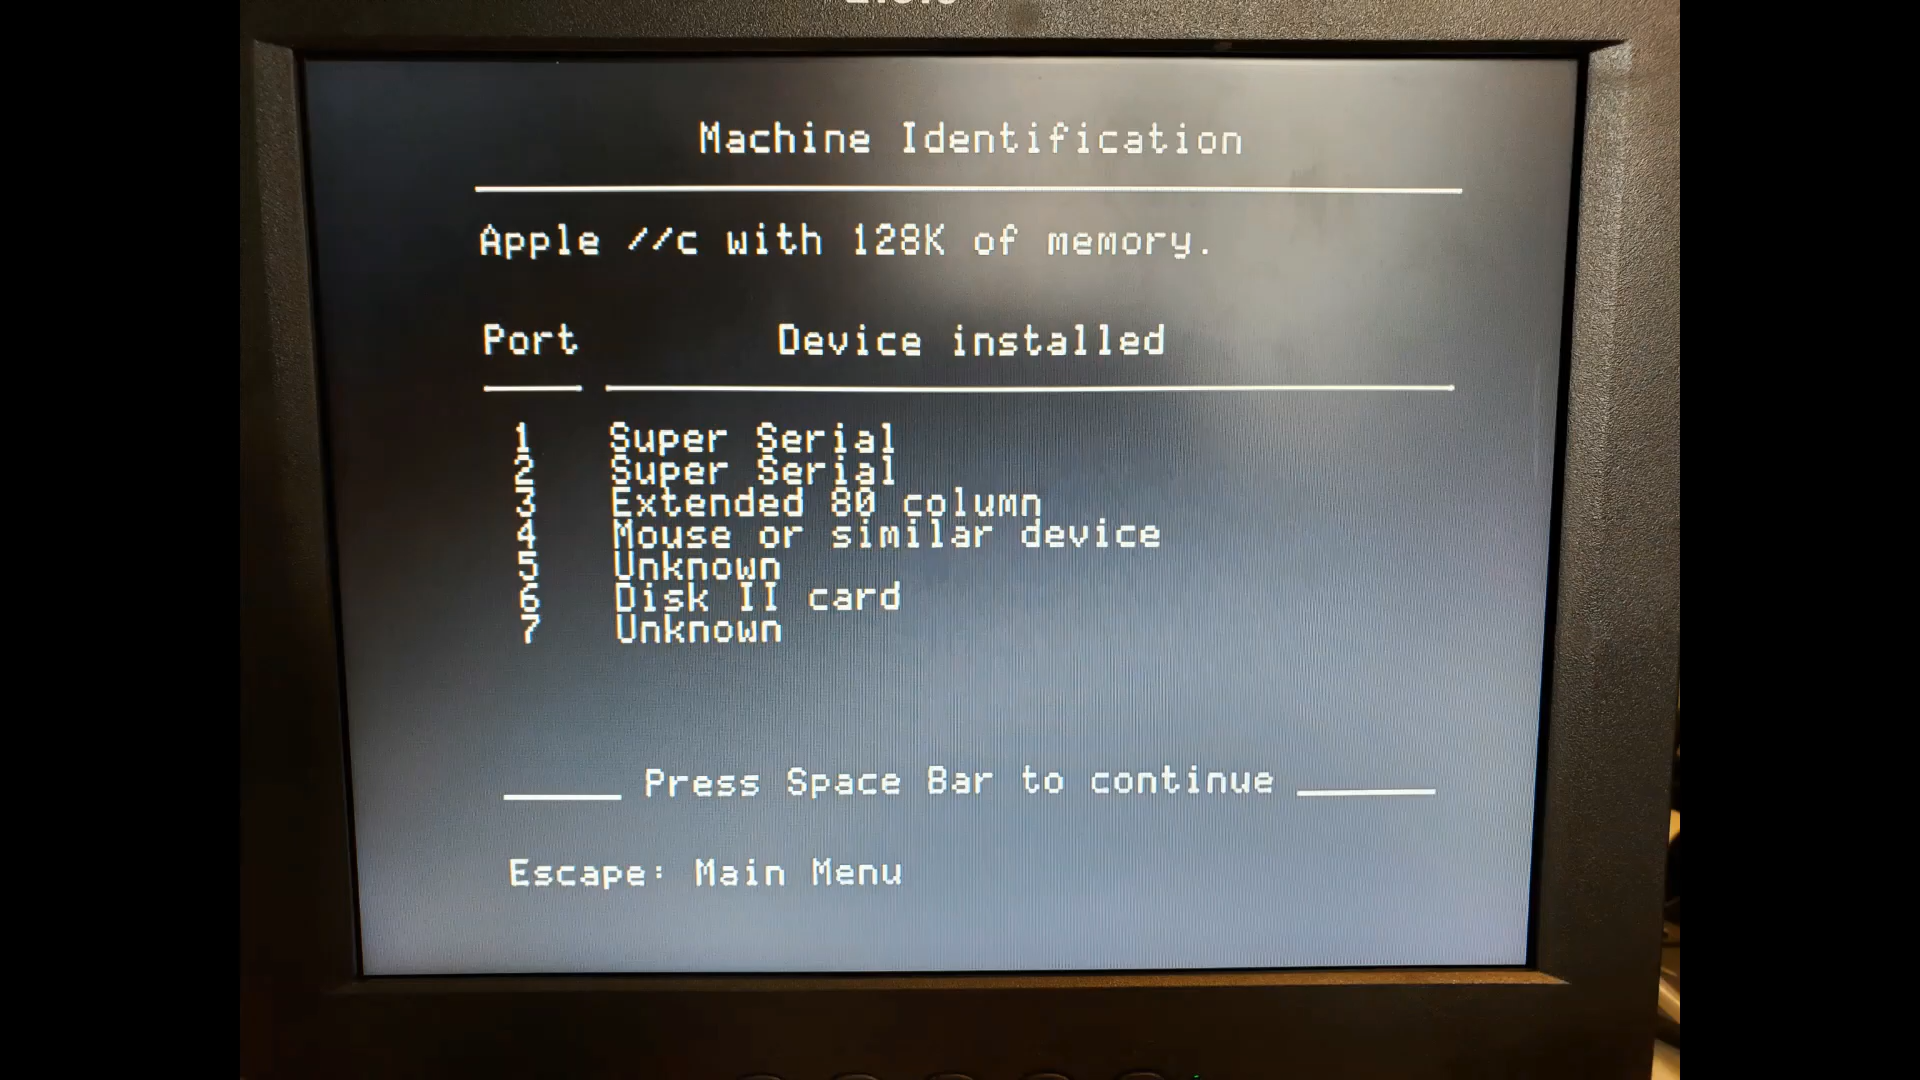 Machine Identification
Apple //c with 128K of memory.
Port Device installed
1 Super Serial
2 Super Serial
3 Extended 80 column
4 Mouse or similar device
5 Unknown
6 Disk II card
7 Unknown
Press Space Bar to continue
Escape: Main Menu